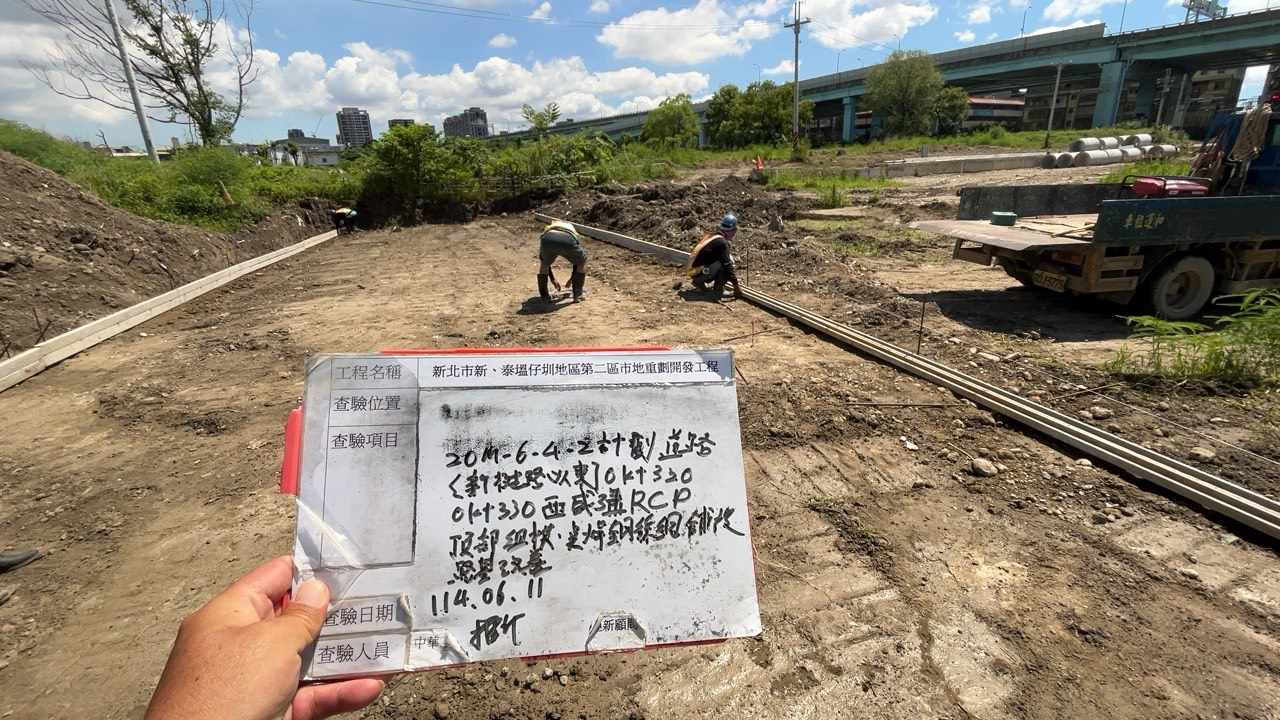 工程名稱 新北市新、泰塭仔圳地區第二區市地重劃開發工程
查驗位置
查驗項目
20M-6-4-2計劃道路
(新樹路以東)0k+320
0k+330西或側RCP
頂部組模.點焊鋼絲網鋪設
114.06.11
查驗日期
查驗人員 中華 新顧